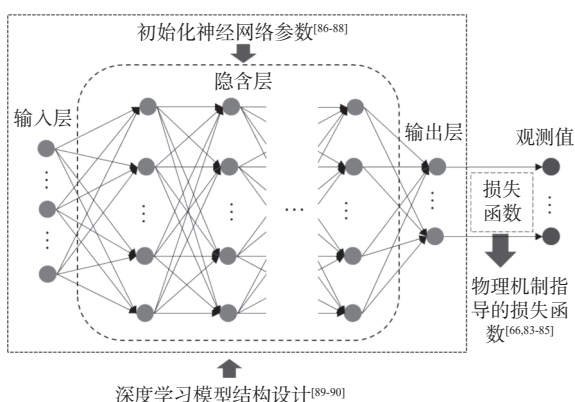 初始化神经网络参数[86-88]
隐含层
输入层
输出层
观测值
损失
函数
物理机制指
导的损失函
数[66,83-85]
深度学习模型结构设计[89-90]